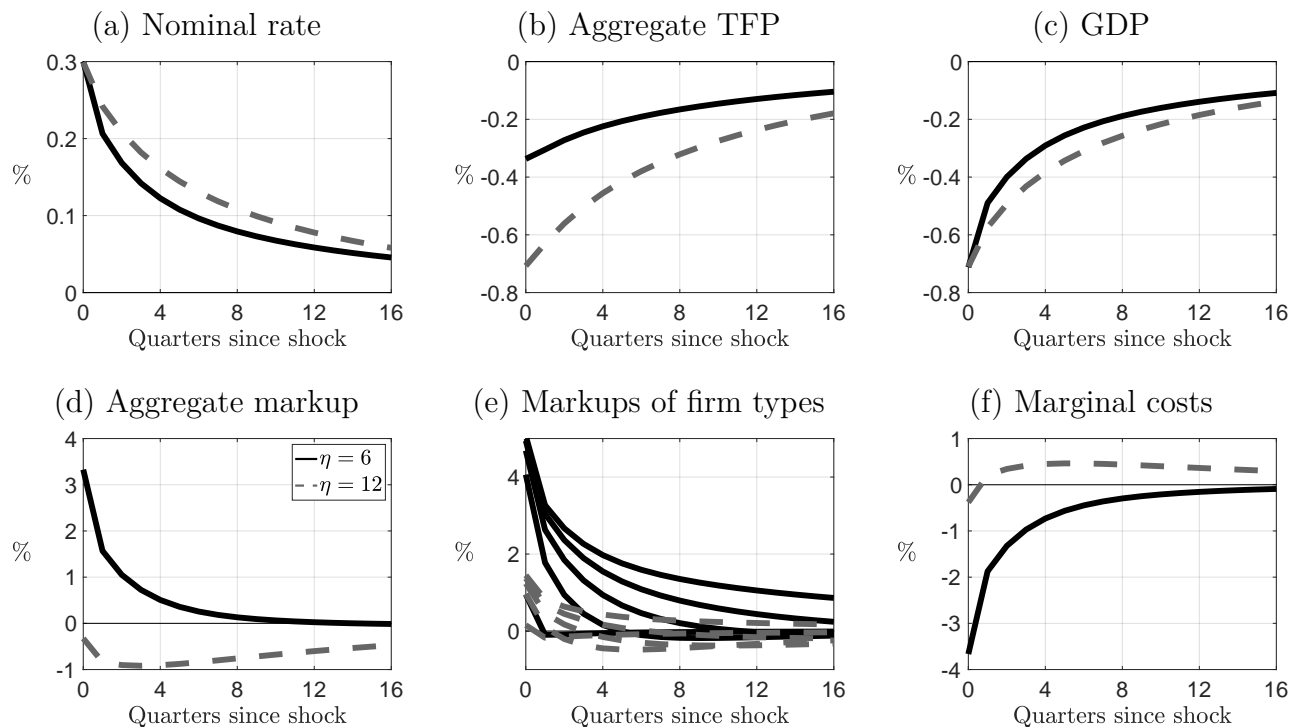 (a) Nominal rate
0.3
0.2
0.1
0
%
0 4 8 12 16
Quarters since shock
(b) Aggregate TFP
0
-0.2
-0.4
-0.6
-0.8
%
0 4 8 12 16
Quarters since shock
(c) GDP
0
-0.2
-0.4
-0.6
-0.8
%
0 4 8 12 16
Quarters since shock
(d) Aggregate markup
4
3
2
1
0
-1
%
η = 6
η = 12
0 4 8 12 16
Quarters since shock
(e) Markups of firm types
4
2
0
%
0 4 8 12 16
Quarters since shock
(f) Marginal costs
1
0
-1
-2
-3
-4
%
0 4 8 12 16
Quarters since shock